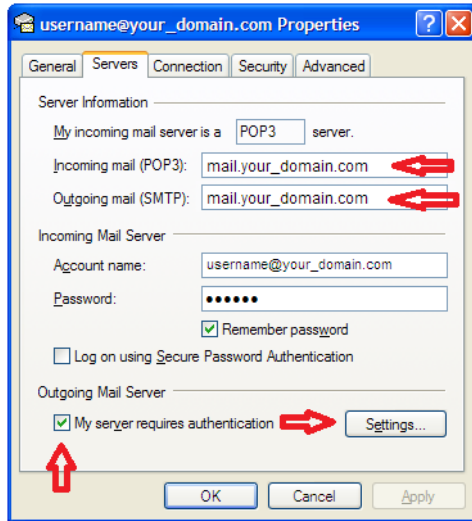 username@your_domain.com Properties
General Servers Connection Security Advanced
Server Information
My incoming mail server is a POP3 server.
Incoming mail (POP3): mail.your_domain.com
Outgoing mail (SMTP): mail.your_domain.com
Incoming Mail Server
Account name: username@your_domain.com
Password: ••••••
Remember password
Log on using Secure Password Authentication
Outgoing Mail Server
My server requires authentication Settings...
OK Cancel Apply